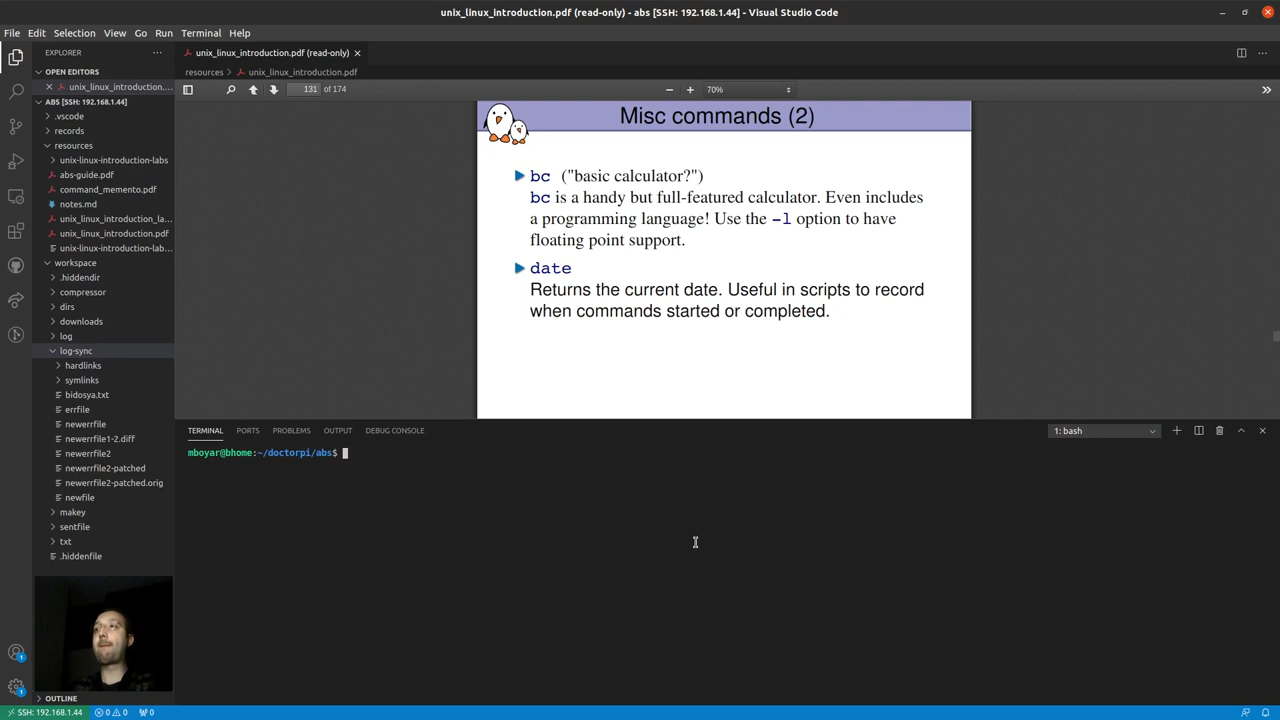 unix_linux_introduction.pdf (read-only) - abs [SSH: 192.168.1.44] - Visual Studio Code
File Edit Selection View Go Run Terminal Help
EXPLORER
unix_linux_introduction.pdf (read-only)
OPEN EDITORS
unix_linux_introduction....
resources > unix_linux_introduction.pdf
131 of 174
70%
ABS [SSH: 192.168.1.44]
.vscode
records
resources
unix-linux-introduction-labs
abs-guide.pdf
command_memento.pdf
notes.md
unix_linux_introduction_la...
unix_linux_introduction.pdf
unix-linux-introduction-lab...
workspace
.hiddendir
compressor
dirs
downloads
log
log-sync
hardlinks
symlinks
bidosya.txt
errfile
newerrfile
newerrfile1-2.diff
newerrfile2
newerrfile2-patched
newerrfile2-patched.orig
newfile
makey
sentfile
txt
.hiddenfile
OUTLINE
Misc commands (2)
bc ("basic calculator?")
bc is a handy but full-featured calculator. Even includes
a programming language! Use the -l option to have
floating point support.
date
Returns the current date. Useful in scripts to record
when commands started or completed.
TERMINAL PORTS PROBLEMS OUTPUT DEBUG CONSOLE
1: bash
mboyar@bhome:~/doctorpi/abs$
1
1
SSH: 192.168.1.44 0 0 0